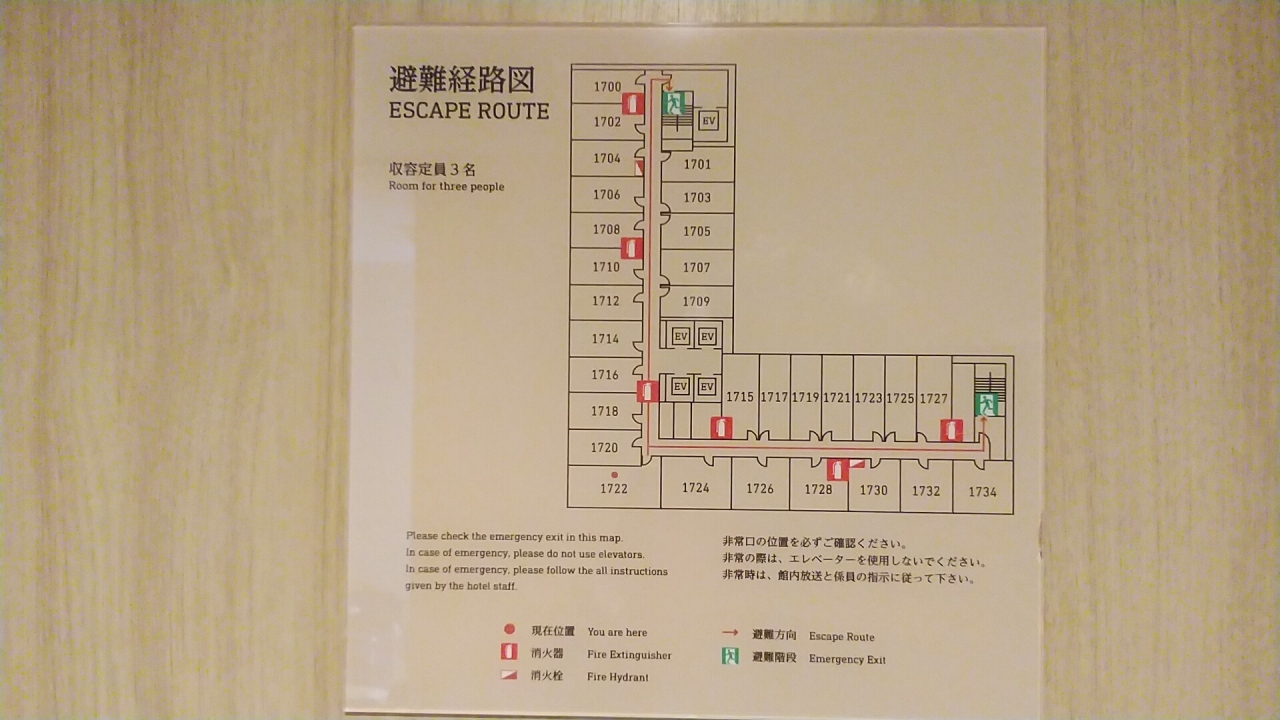 避難経路図
ESCAPE ROUTE
収容定員3名
Room for three people
1700
1702
EV
1704
1701
1706
1703
1708
1705
1710
1707
1712
1709
1714
EV EV
1716
EV EV
1718
1715 1717 1719 1721 1723 1725 1727
1720
1722
1724
1726
1728
1730
1732
1734
Please check the emergency exit in this map.
In case of emergency, please do not use elevators.
In case of emergency, please follow the all instructions
given by the hotel staff.
非常口の位置を必ずご確認ください。
非常の際は、エレベーターを使用しないでください。
非常時は、館内放送と係員の指示に従って下さい。
現在位置 You are here
消火器 Fire Extinguisher
消火栓 Fire Hydrant
避難方向 Escape Route
避難階段 Emergency Exit